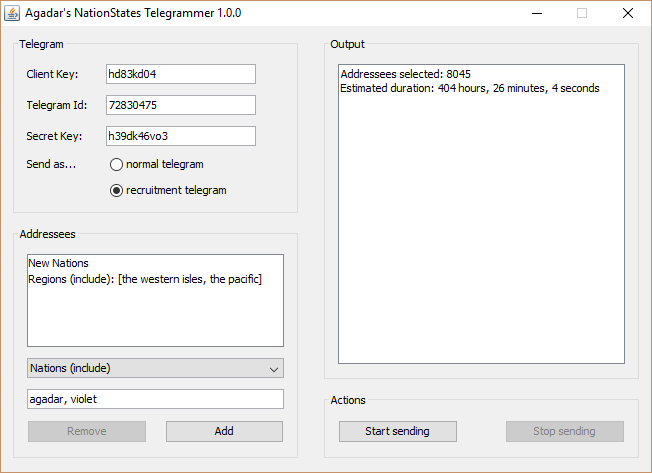 Agadar's NationStates Telegrammer 1.0.0
Telegram
Client Key:
hd83kd04
Telegram Id:
72830475
Secret Key:
h39dk46vo3
Send as...
normal telegram
recruitment telegram
Addressees
New Nations
Regions (include): [the western isles, the pacific]
Nations (include)
agadar, violet
Remove
Add
Output
Addressees selected: 8045
Estimated duration: 404 hours, 26 minutes, 4 seconds
Actions
Start sending
Stop sending